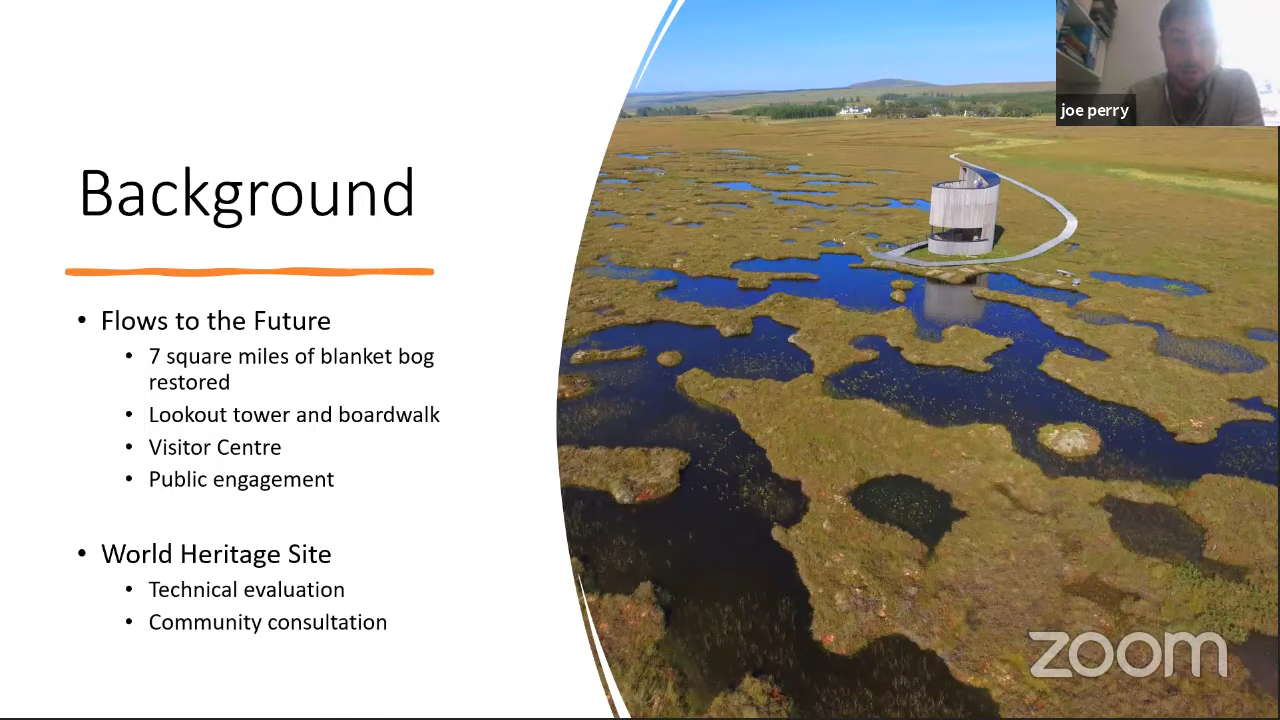 joe perry
Background
• Flows to the Future
• 7 square miles of blanket bog
restored
• Lookout tower and boardwalk
• Visitor Centre
• Public engagement
• World Heritage Site
• Technical evaluation
• Community consultation
zoom